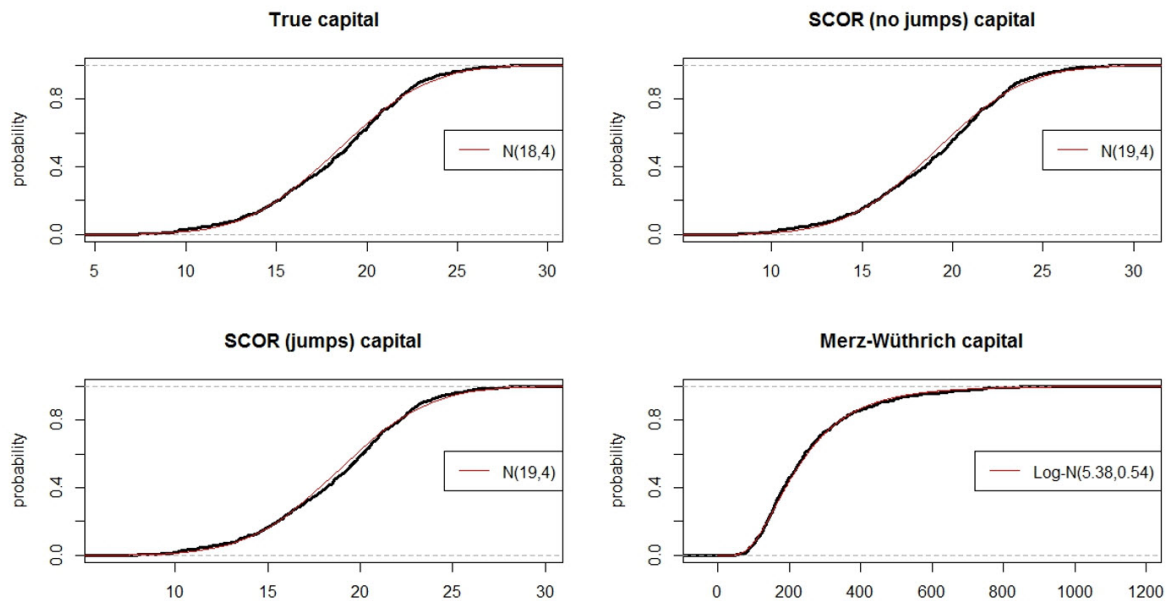 True capital
probability
0.0 0.4 0.8
N(18,4)
5 10 15 20 25 30
SCOR (no jumps) capital
probability
0.0 0.4 0.8
N(19,4)
10 15 20 25 30
SCOR (jumps) capital
probability
0.0 0.4 0.8
N(19,4)
10 15 20 25 30
Merz-Wüthrich capital
probability
0.0 0.4 0.8
Log-N(5.38,0.54)
0 200 400 600 800 1000 1200